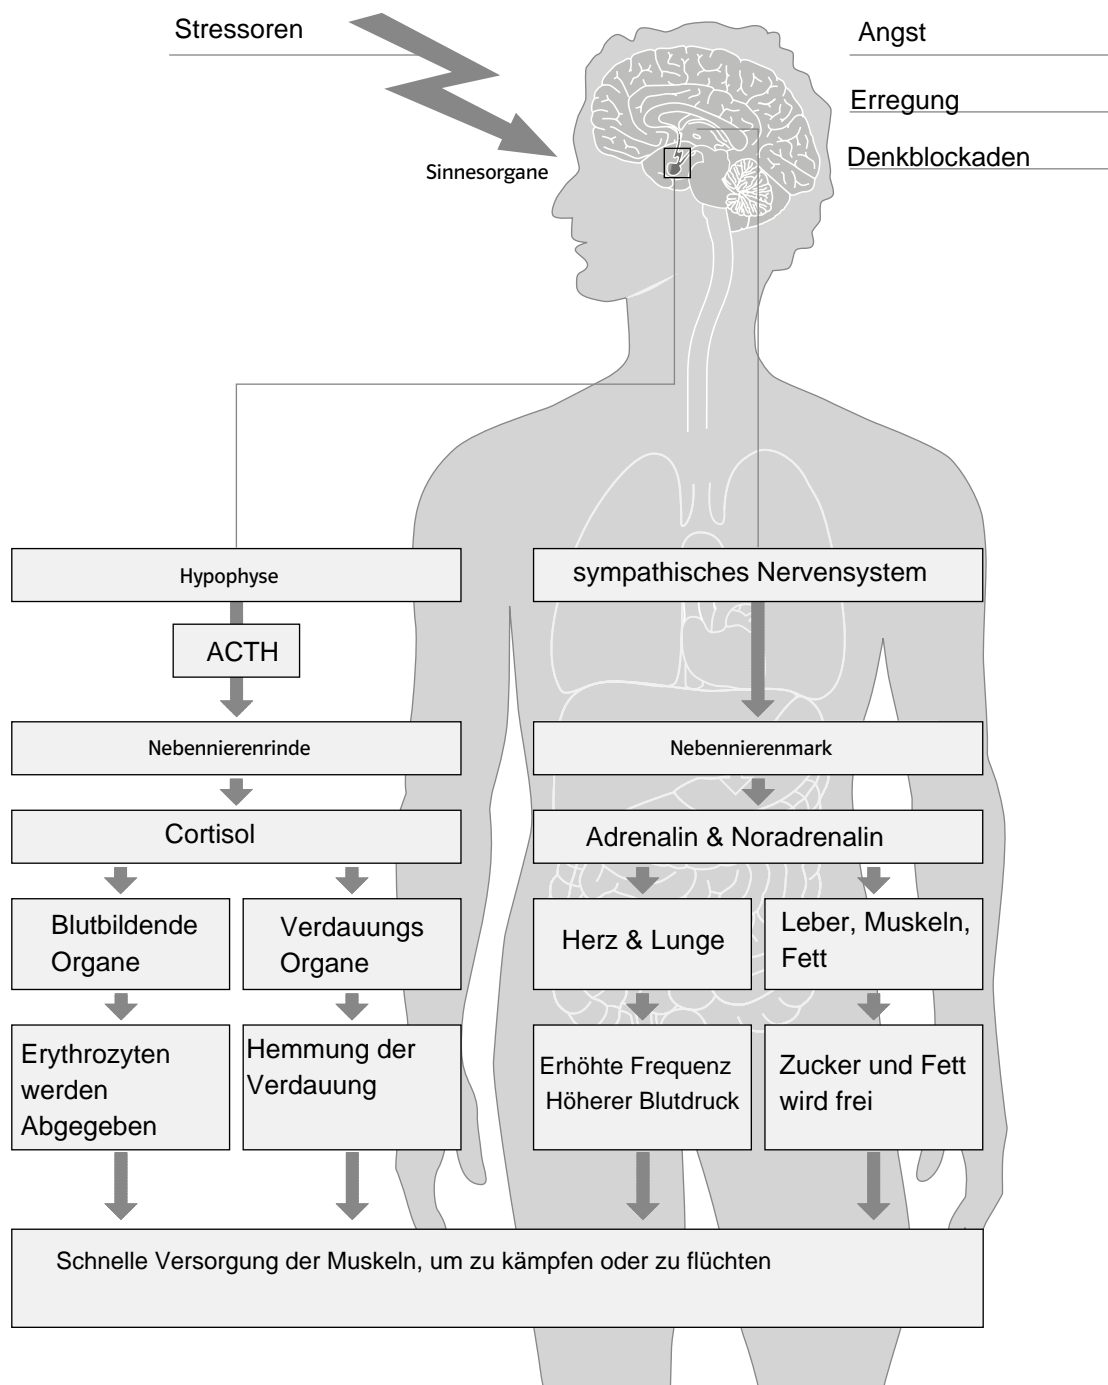 Stressoren
Angst
Erregung
Denkblockaden
Sinnesorgane
Hypophyse
sympathisches Nervensystem
ACTH
Nebennierenrinde
Nebennierenmark
Cortisol
Adrenalin & Noradrenalin
Blutbildende
Organe
Verdauungs
Organe
Herz & Lunge
Leber, Muskeln,
Fett
Erythrozyten
werden
Abgegeben
Hemmung der
Verdauung
Erhöhte Frequenz
Höherer Blutdruck
Zucker und Fett
wird frei
Schnelle Versorgung der Muskeln, um zu kämpfen oder zu flüchten